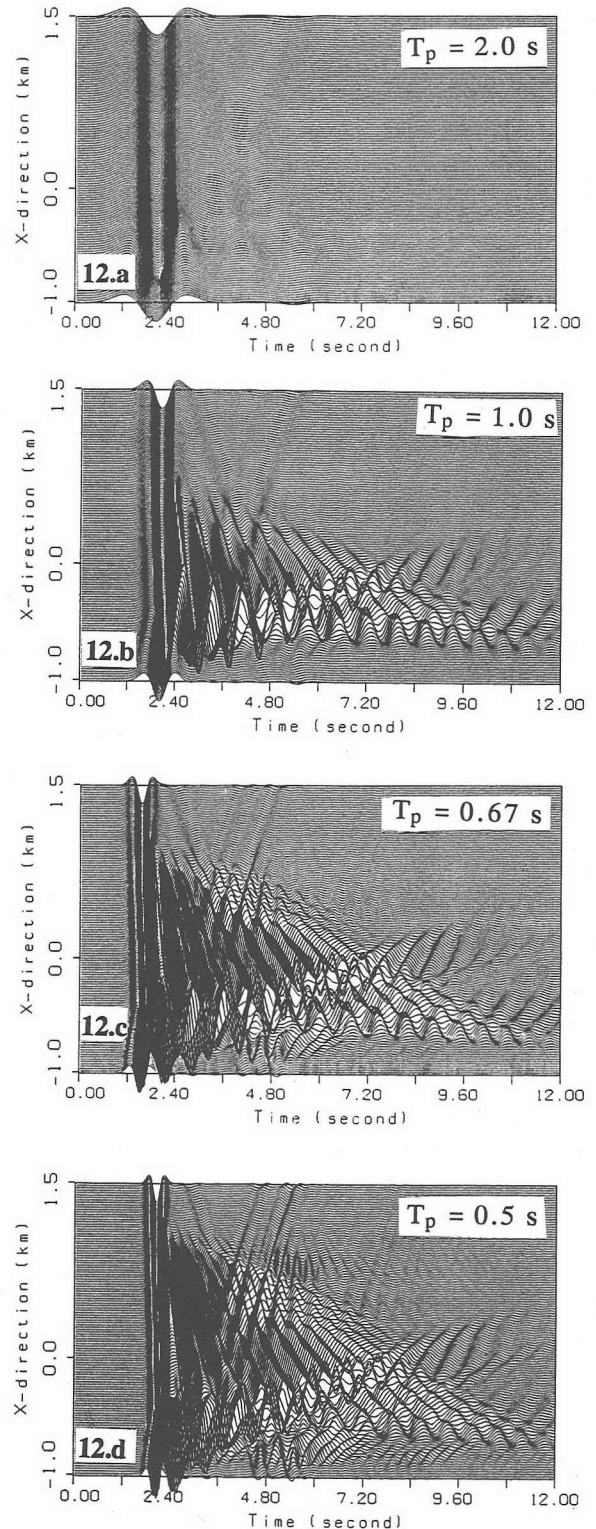 1.5
T_p = 2.0 s
X-direction (km)
0.0
12.a
-1.0
0.00 2.40 4.80 7.20 9.60 12.00
Time (second)
1.5
T_p = 1.0 s
X-direction (km)
0.0
12.b
-1.0
0.00 2.40 4.80 7.20 9.60 12.00
Time (second)
1.5
T_p = 0.67 s
X-direction (km)
0.0
12.c
-1.0
0.00 2.40 4.80 7.20 9.60 12.00
Time (second)
1.5
T_p = 0.5 s
X-direction (km)
0.0
12.d
-1.0
0.00 2.40 4.80 7.20 9.60 12.00
Time (second)